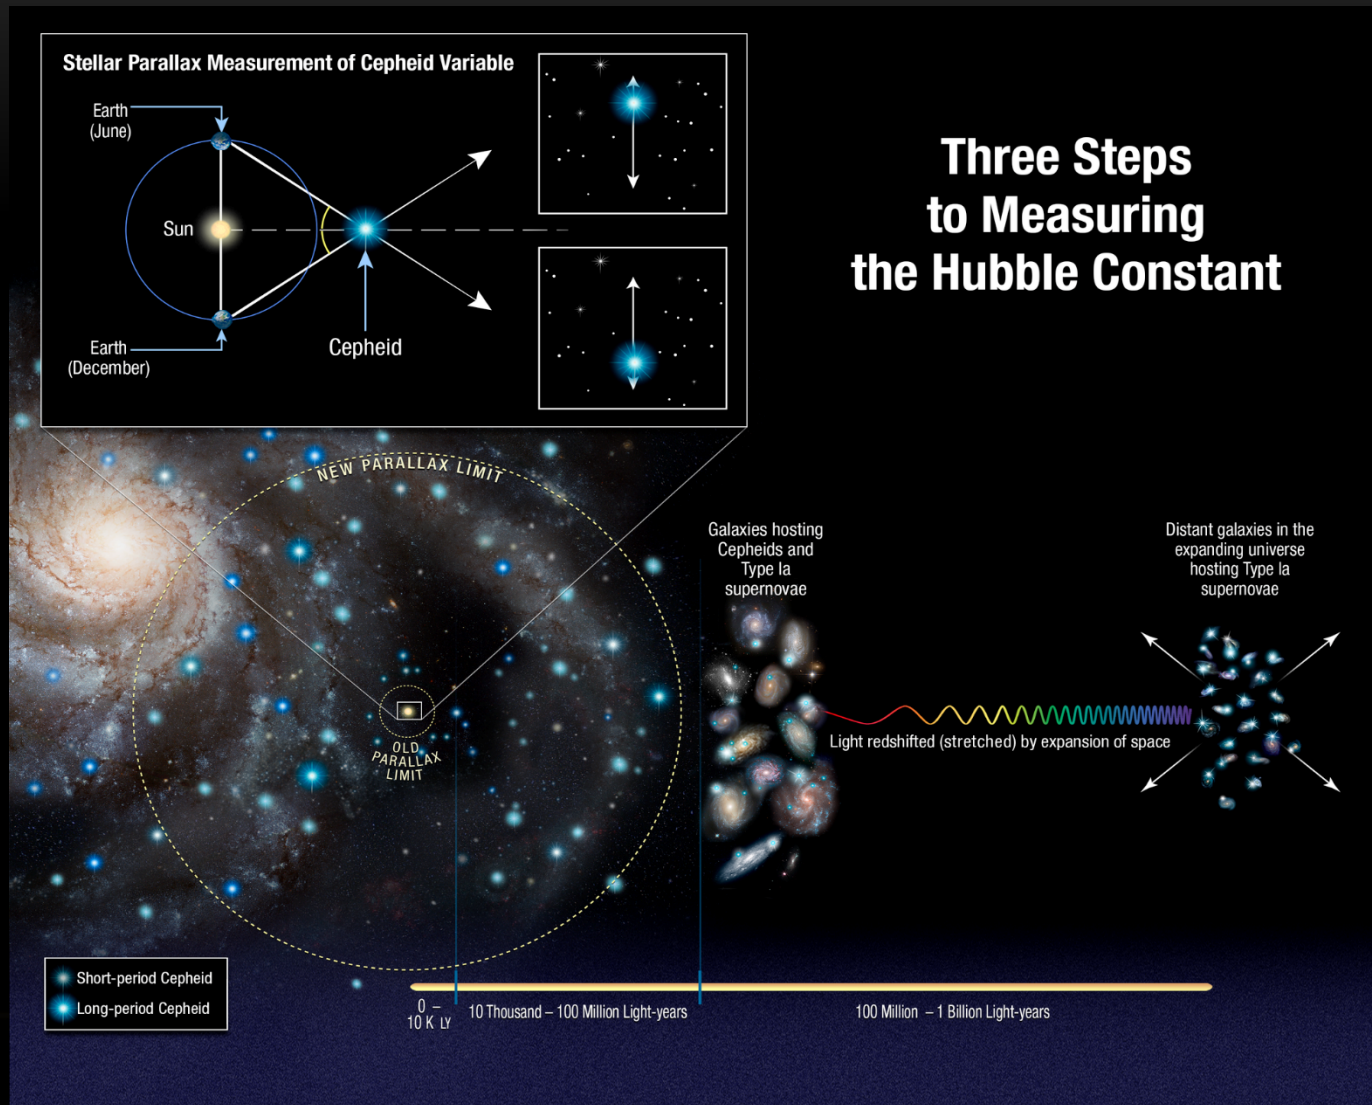 Stellar Parallax Measurement of Cepheid Variable
Earth
(June)
Sun
Earth
(December)
Cepheid
Three Steps
to Measuring
the Hubble Constant
NEW PARALLAX LIMIT
OLD
PARALLAX
LIMIT
Galaxies hosting
Cepheids and
Type Ia
supernovae
Light redshifted (stretched) by expansion of space
Distant galaxies in the
expanding universe
hosting Type Ia
supernovae
Short-period Cepheid
Long-period Cepheid
0 –
10 K LY
10 Thousand – 100 Million Light-years
100 Million – 1 Billion Light-years